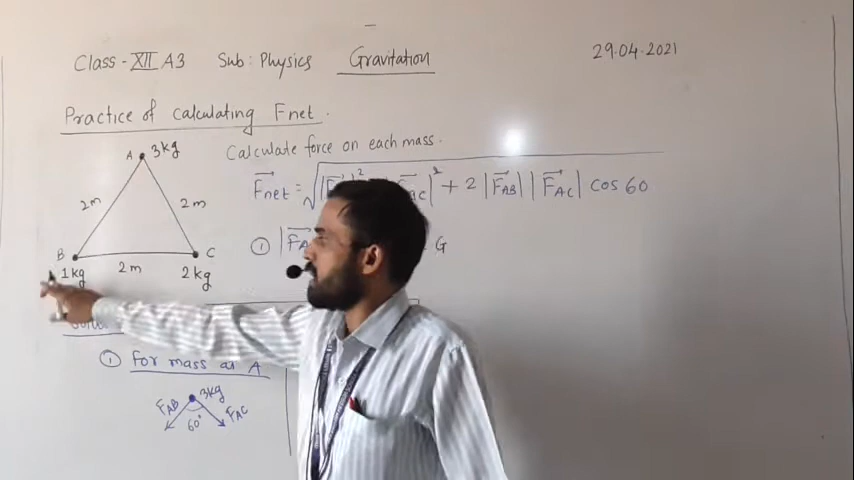 Class - XII A3 Sub: Physics Gravitation 29.04.2021
Practice of calculating Fnet.
Calculate force on each mass.
A 3kg
2m 2m
B C
1kg 2m 2kg
Fnet = √ | |² + 2 |FAB| |FAC| cos 60
① G
① For mass at A
3kg
FAB FAC
60°